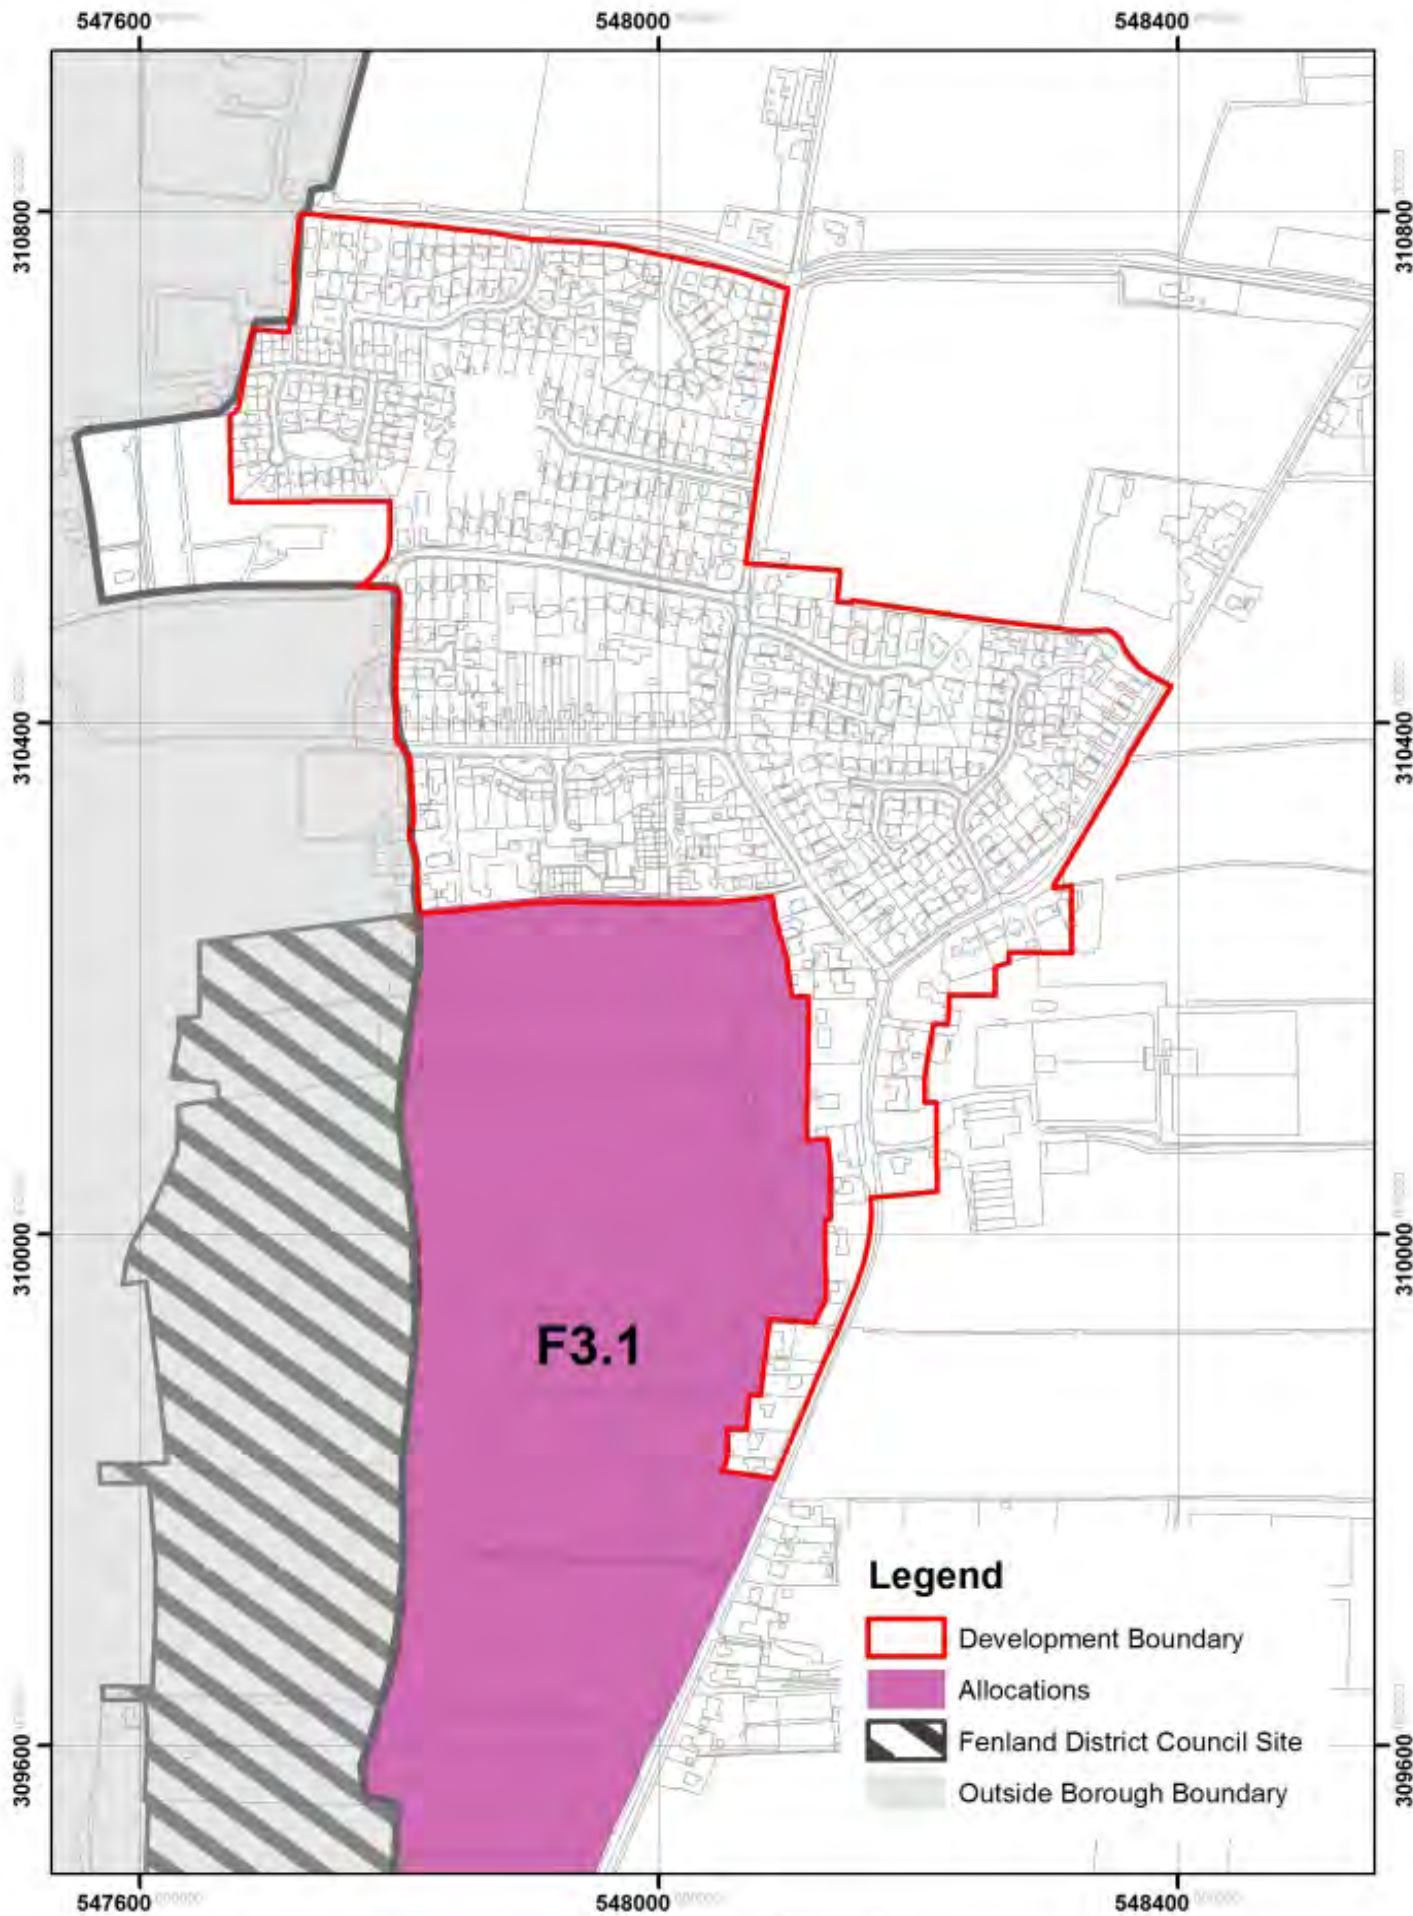 547600 548000 548400
310800 310800
310400 310400
310000 310000
F3.1
Legend
Development Boundary
Allocations
Fenland District Council Site
Outside Borough Boundary
309600 309600
547600 548000 548400